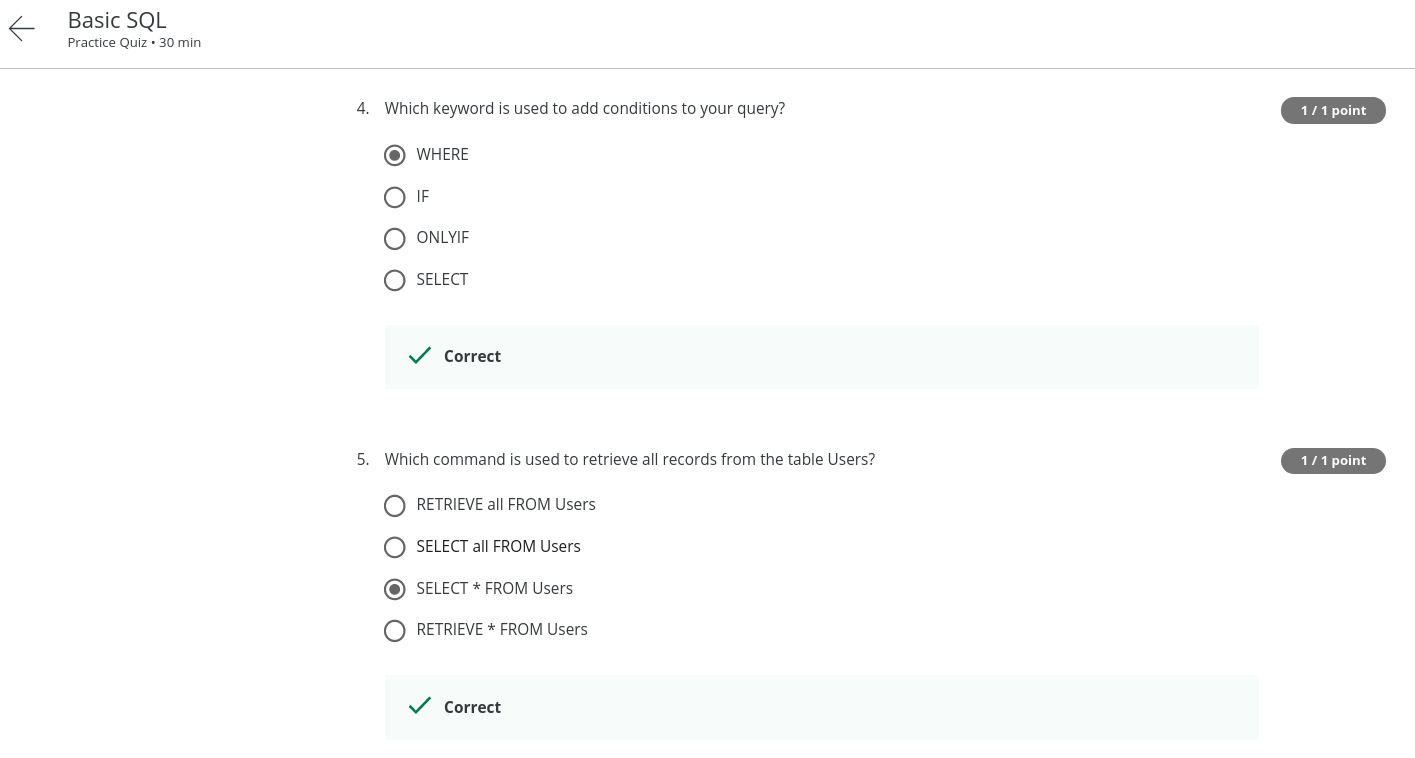 Basic SQL
Practice Quiz • 30 min
4. Which keyword is used to add conditions to your query?
1 / 1 point
WHERE
IF
ONLYIF
SELECT
Correct
5. Which command is used to retrieve all records from the table Users?
1 / 1 point
RETRIEVE all FROM Users
SELECT all FROM Users
SELECT * FROM Users
RETRIEVE * FROM Users
Correct